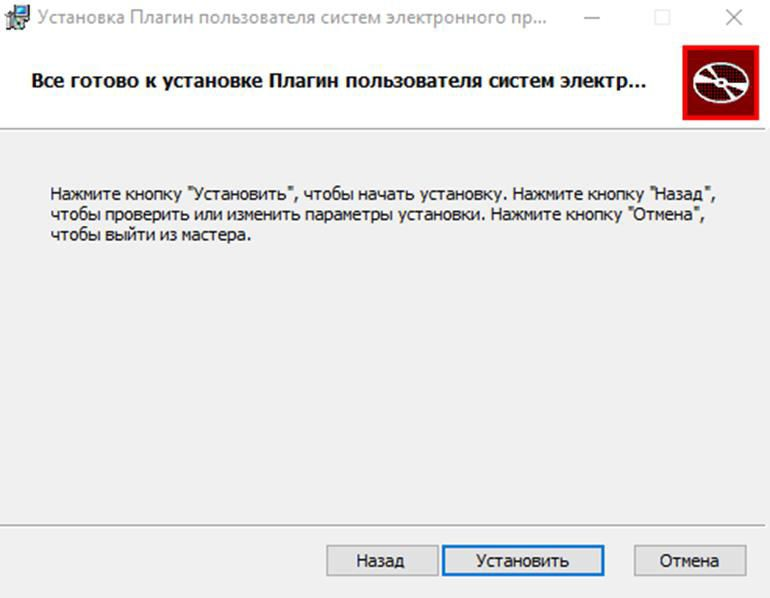 Установка Плагин пользователя систем электронного пр...
Все готово к установке Плагин пользователя систем электр...
Нажмите кнопку "Установить", чтобы начать установку. Нажмите кнопку "Назад",
чтобы проверить или изменить параметры установки. Нажмите кнопку "Отмена",
чтобы выйти из мастера.
Назад
Установить
Отмена